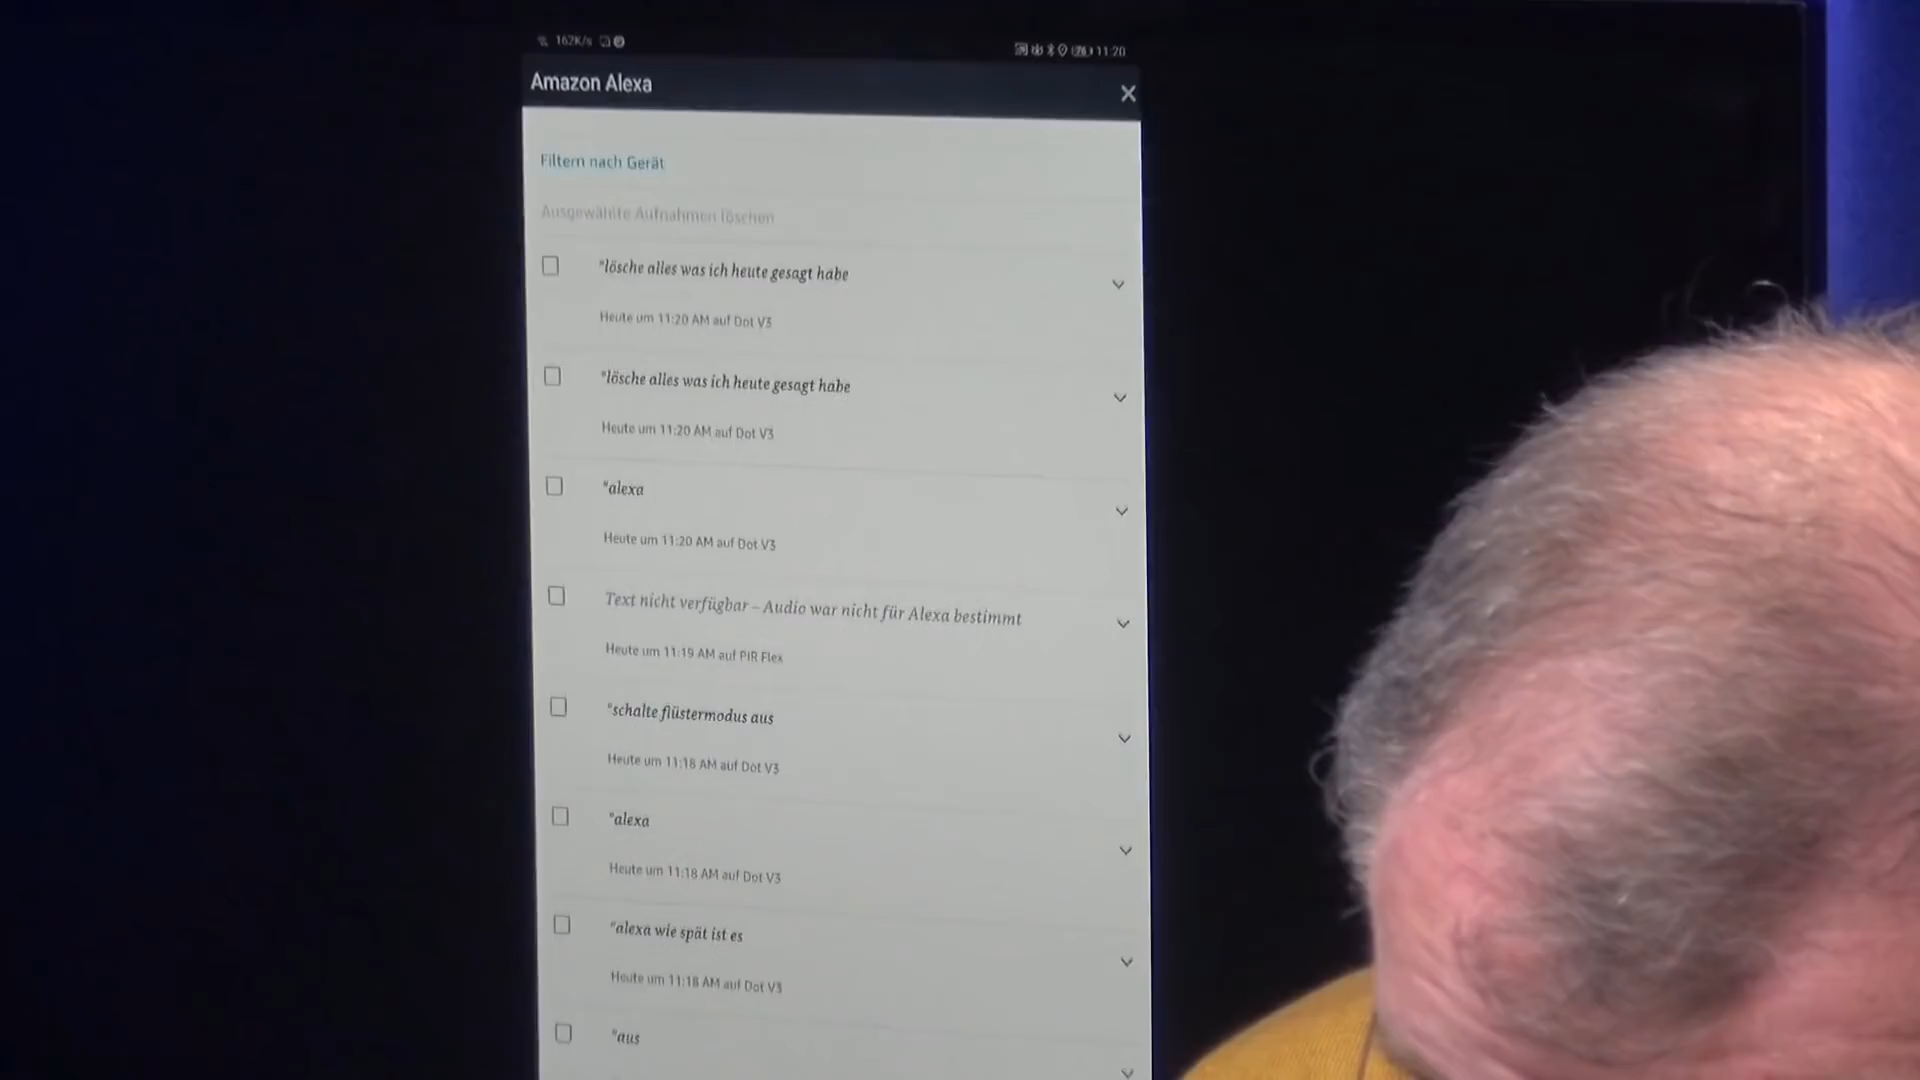 162K/s
11:20
Amazon Alexa
Filtern nach Gerät
Ausgewählte Aufnahmen löschen
"lösche alles was ich heute gesagt habe
Heute um 11:20 AM auf Dot V3
"lösche alles was ich heute gesagt habe
Heute um 11:20 AM auf Dot V3
"alexa
Heute um 11:20 AM auf Dot V3
Text nicht verfügbar – Audio war nicht für Alexa bestimmt
Heute um 11:19 AM auf PIR Flex
"schalte flüstermodus aus
Heute um 11:18 AM auf Dot V3
"alexa
Heute um 11:18 AM auf Dot V3
"alexa wie spät ist es
Heute um 11:18 AM auf Dot V3
"aus